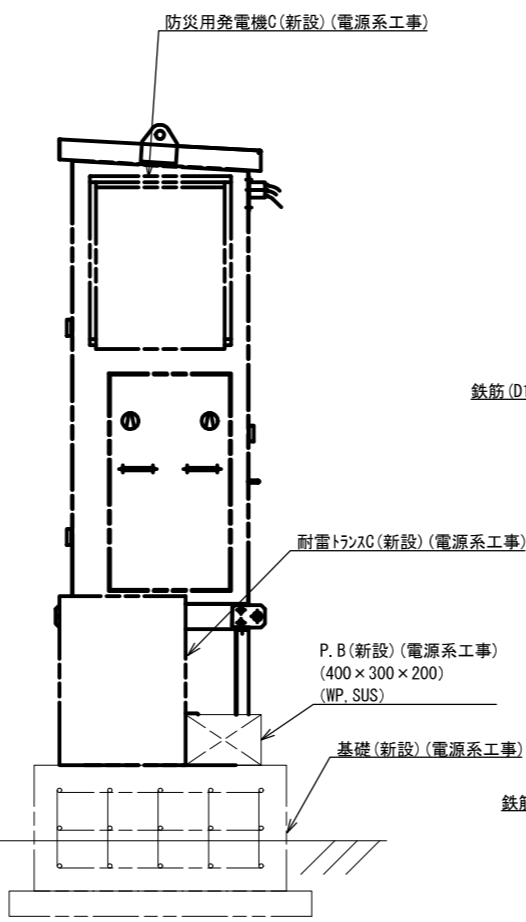 防災用発電機C(新設)(電源系工事)
鉄筋(D1
耐雷トランスC(新設)(電源系工事)
P.B(新設)(電源系工事)
(400×300×200)
(WP,SUS)
基礎(新設)(電源系工事)
鉄筋